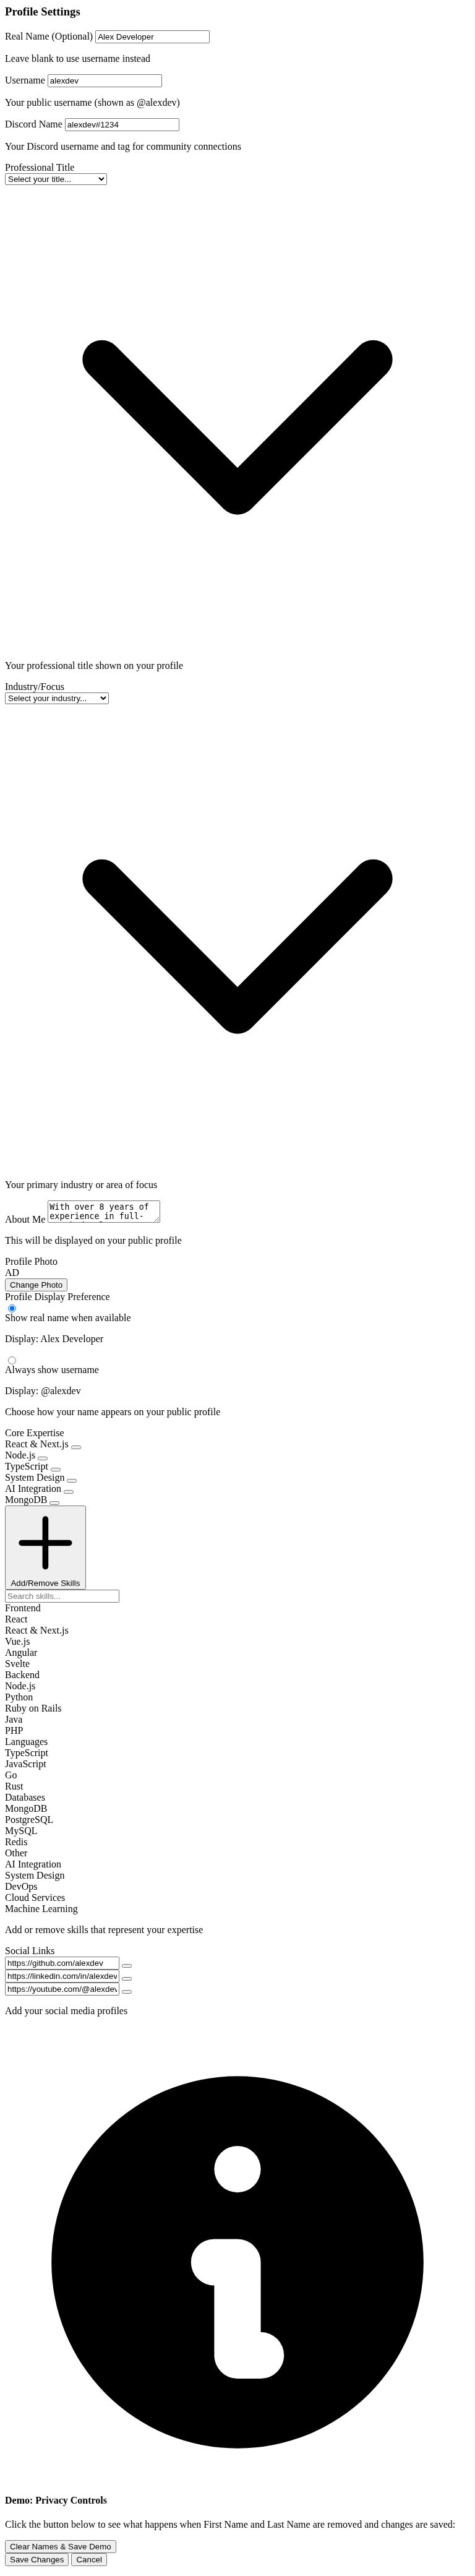 Profile Settings
Real Name (Optional) Alex Developer
Leave blank to use username instead
Username alexdev
Your public username (shown as @alexdev)
Discord Name alexdev#1234
Your Discord username and tag for community connections
Professional Title
Select your title...
Your professional title shown on your profile
Industry/Focus
Select your industry...
Your primary industry or area of focus
With over 8 years of
About Me experience in full-
This will be displayed on your public profile
Profile Photo
AD
Change Photo
Profile Display Preference
Show real name when available
Display: Alex Developer
Always show username
Display: @alexdev
Choose how your name appears on your public profile
Core Expertise
React & Next.js
Node.js
TypeScript
System Design
AI Integration
MongoDB
Add/Remove Skills
Search skills...
Frontend
React
React & Next.js
Vue.js
Angular
Svelte
Backend
Node.js
Python
Ruby on Rails
Java
PHP
Languages
TypeScript
JavaScript
Go
Rust
Databases
MongoDB
PostgreSQL
MySQL
Redis
Other
AI Integration
System Design
DevOps
Cloud Services
Machine Learning
Add or remove skills that represent your expertise
Social Links
https://github.com/alexdev
https://linkedin.com/in/alexdev
https://youtube.com/@alexdev
Add your social media profiles
Demo: Privacy Controls
Click the button below to see what happens when First Name and Last Name are removed and changes are saved:
Clear Names & Save Demo
Save Changes Cancel